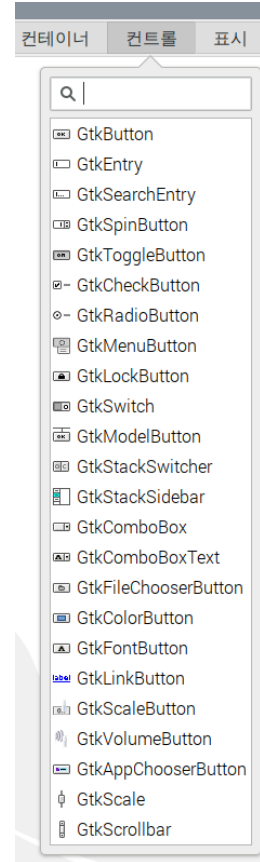 컨테이너 컨트롤 표시
GtkButton
GtkEntry
GtkSearchEntry
GtkSpinButton
GtkToggleButton
GtkCheckButton
GtkRadioButton
GtkMenuButton
GtkLockButton
GtkSwitch
GtkModelButton
GtkStackSwitcher
GtkStackSidebar
GtkComboBox
GtkComboBoxText
GtkFileChooserButton
GtkColorButton
GtkFontButton
GtkLinkButton
GtkScaleButton
GtkVolumeButton
GtkAppChooserButton
GtkScale
GtkScrollbar